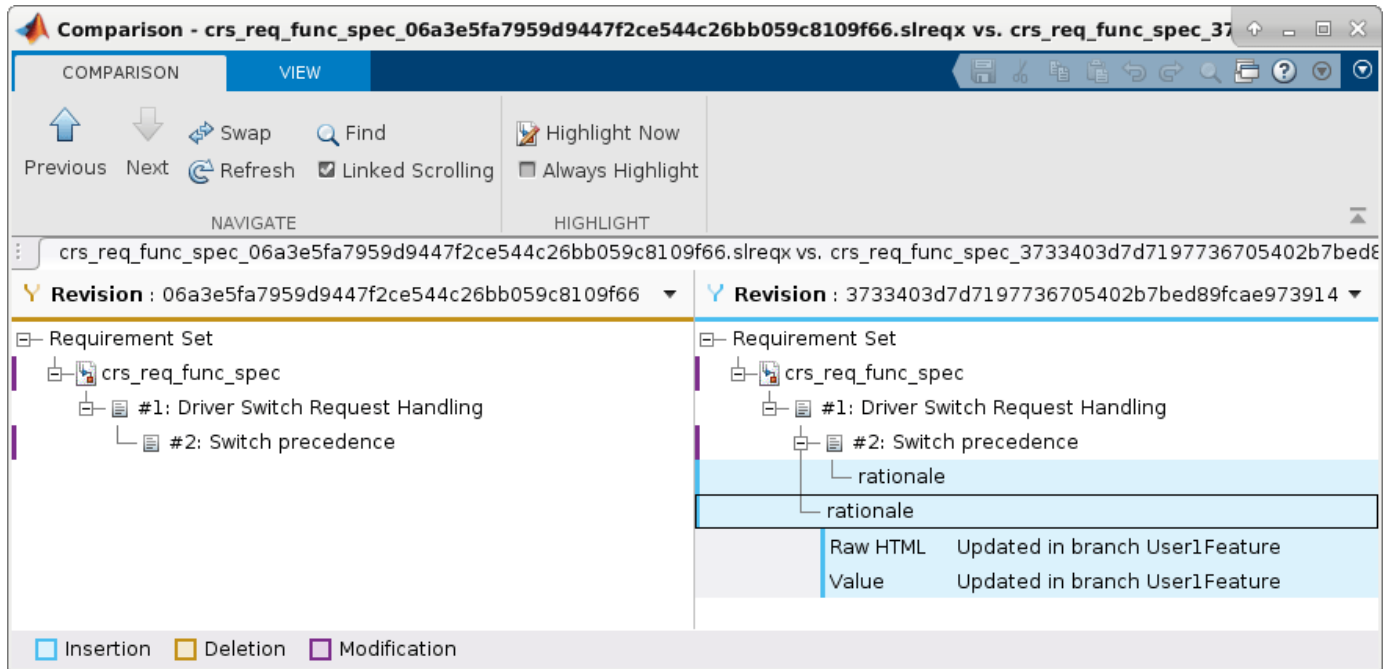 Comparison - crs_req_func_spec_06a3e5fa7959d9447f2ce544c26bb059c8109f66.slreqx vs. crs_req_func_spec_37
COMPARISON VIEW
Swap Find Highlight Now
Previous Next Refresh Linked Scrolling Always Highlight
NAVIGATE HIGHLIGHT
crs_req_func_spec_06a3e5fa7959d9447f2ce544c26bb059c8109f66.slreqx vs. crs_req_func_spec_3733403d7d7197736705402b7bed8
Revision : 06a3e5fa7959d9447f2ce544c26bb059c8109f66 Revision : 3733403d7d7197736705402b7bed89fcae973914
Requirement Set Requirement Set
crs_req_func_spec crs_req_func_spec
#1: Driver Switch Request Handling #1: Driver Switch Request Handling
#2: Switch precedence #2: Switch precedence
rationale
rationale
Raw HTML Updated in branch User1Feature
Value Updated in branch User1Feature
Insertion Deletion Modification